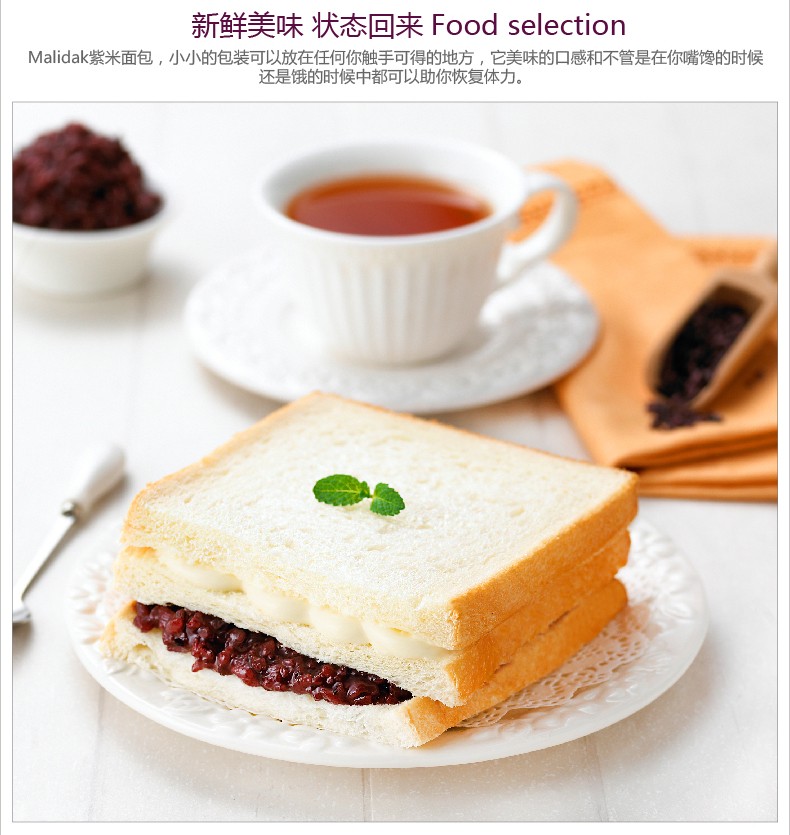 新鲜美味 状态回来 Food selection
Malidak紫米面包，小小的包装可以放在任何你触手可得的地方，它美味的口感和不管是在你嘴馋的时候
还是饿的时候中都可以助你恢复体力。